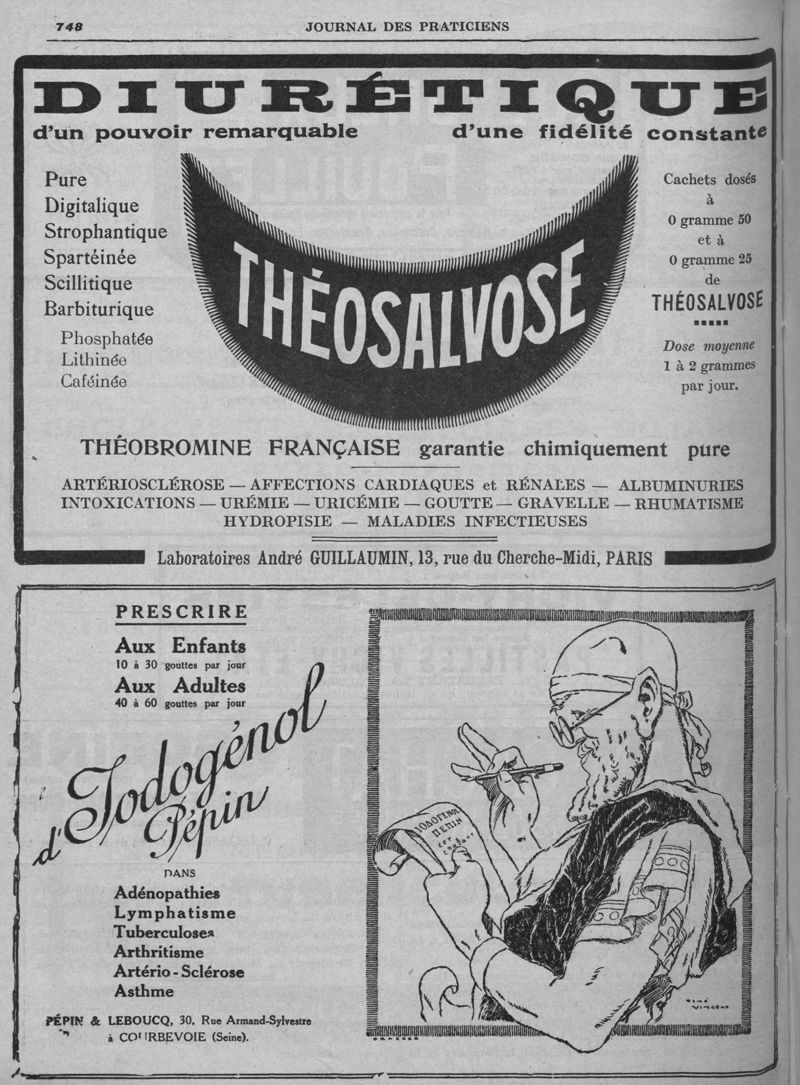 748
JOURNAL DES PRATICIENS
DIURÉTIQUE
d'un pouvoir remarquable
d'une fidélité constante
Pure
Digitalique
Strophantique
Spartéinée
Scillitique
Barbiturique
Phosphatée
Lithinée
Caféinée
THÉOSALVOSE
Cachets dosés
à
0 gramme 50
et à
0 gramme 25
de
THÉOSALVOSE
Dose moyenne
1 à 2 grammes
par jour.
THÉOBROMINE FRANÇAISE garantie chimiquement pure
ARTÉRIOSCLÉROSE — AFFECTIONS CARDIAQUES et RÉNALES — ALBUMINURIES
INTOXICATIONS — URÉMIE — URICÉMIE — GOUTTE — GRAVELLE — RHUMATISME
HYDROPISIE — MALADIES INFECTIEUSES
Laboratoires André GUILLAUMIN, 13, rue du Cherche-Midi, PARIS
PRESCRIRE
Aux Enfants
10 à 30 gouttes par jour
Aux Adultes
40 à 60 gouttes par jour
d'Iodogénol
Pépin
DANS
Adénopathies
Lymphatisme
Tuberculoses
Arthritisme
Artério-Sclérose
Asthme
PÉPIN & LEBOUCQ, 30, Rue Armand-Sylvestre
à COURBEVOIE (Seine).
IODOGENOL
PEPIN
RENÉ
VINCENT